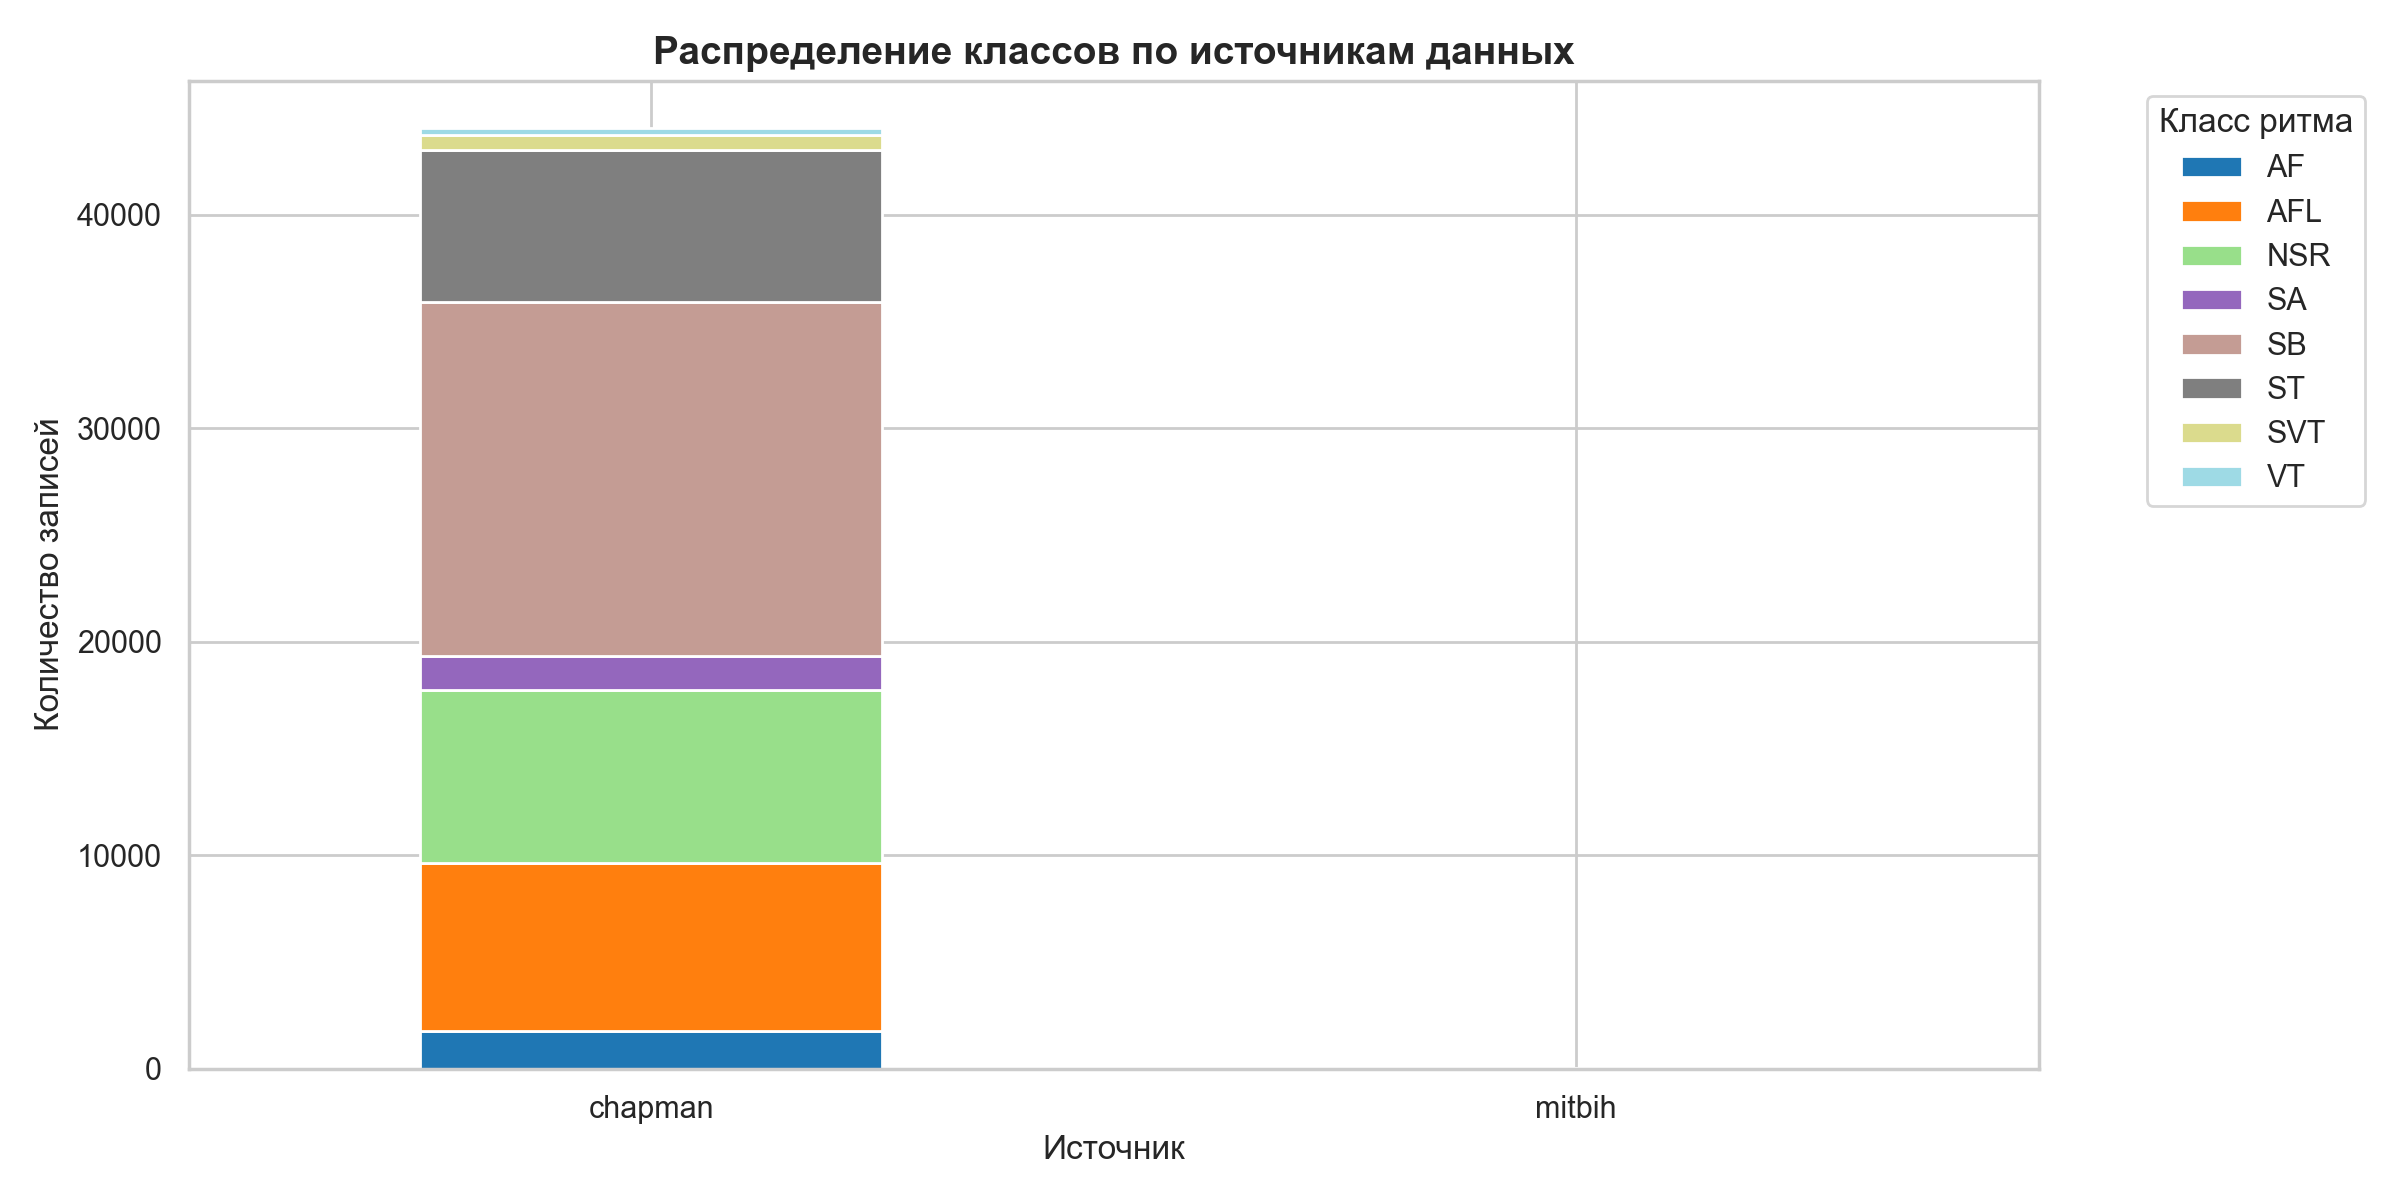 Распределение классов по источникам данных
Количество записей
40000
30000
20000
10000
0
chapman
mitbih
Источник
Класс ритма
AF
AFL
NSR
SA
SB
ST
SVT
VT